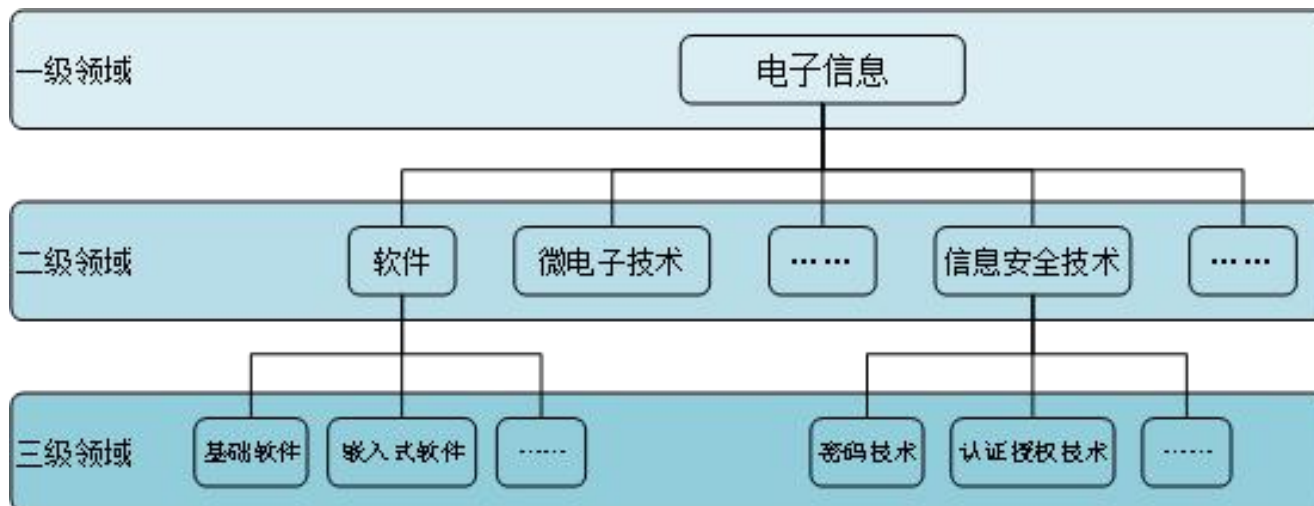 一级领域
电子信息
二级领域
软件
微电子技术
……
信息安全技术
……
三级领域
基础软件
嵌入式软件
……
密码技术
认证授权技术
……